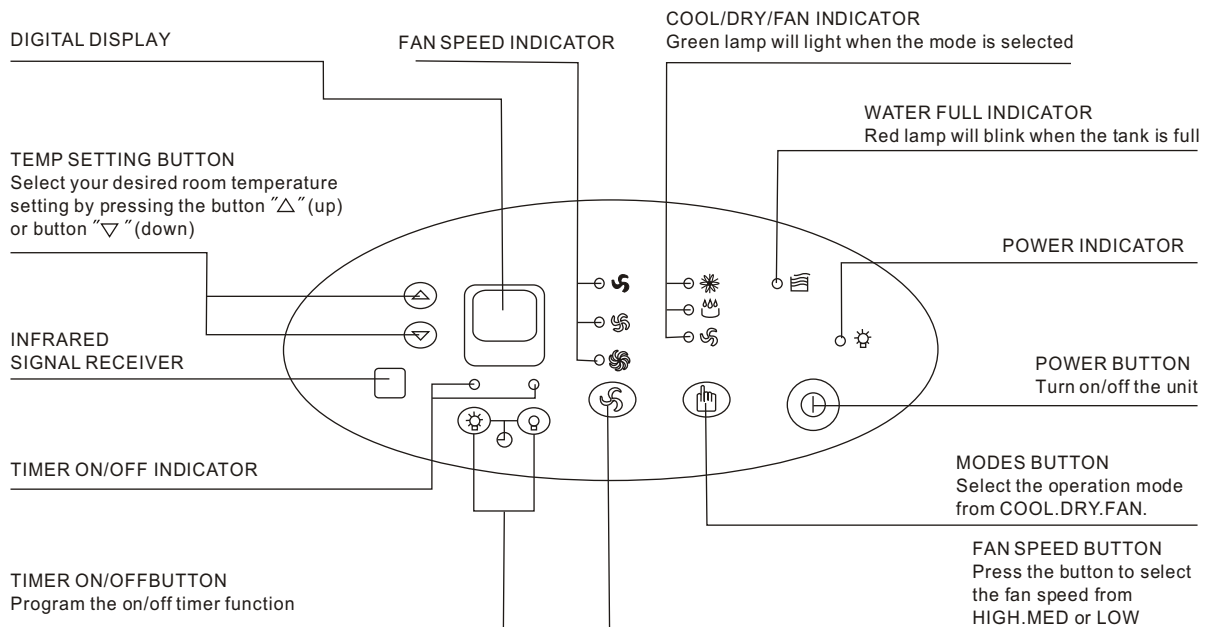 DIGITAL DISPLAY
FAN SPEED INDICATOR
COOL/DRY/FAN INDICATOR
Green lamp will light when the mode is selected
WATER FULL INDICATOR
Red lamp will blink when the tank is full
TEMP SETTING BUTTON
Select your desired room temperature
setting by pressing the button "△" (up)
or button "▽ " (down)
POWER INDICATOR
INFRARED
SIGNAL RECEIVER
POWER BUTTON
Turn on/off the unit
TIMER ON/OFF INDICATOR
MODES BUTTON
Select the operation mode
from COOL.DRY.FAN.
TIMER ON/OFFBUTTON
Program the on/off timer function
FAN SPEED BUTTON
Press the button to select
the fan speed from
HIGH.MED or LOW